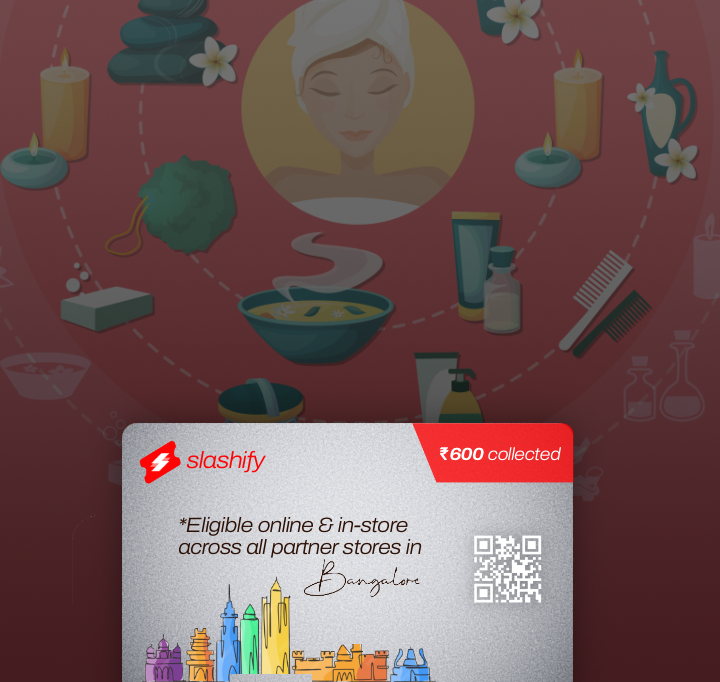 slashify
₹600 collected
*Eligible online & in-store
across all partner stores in
Bangalore